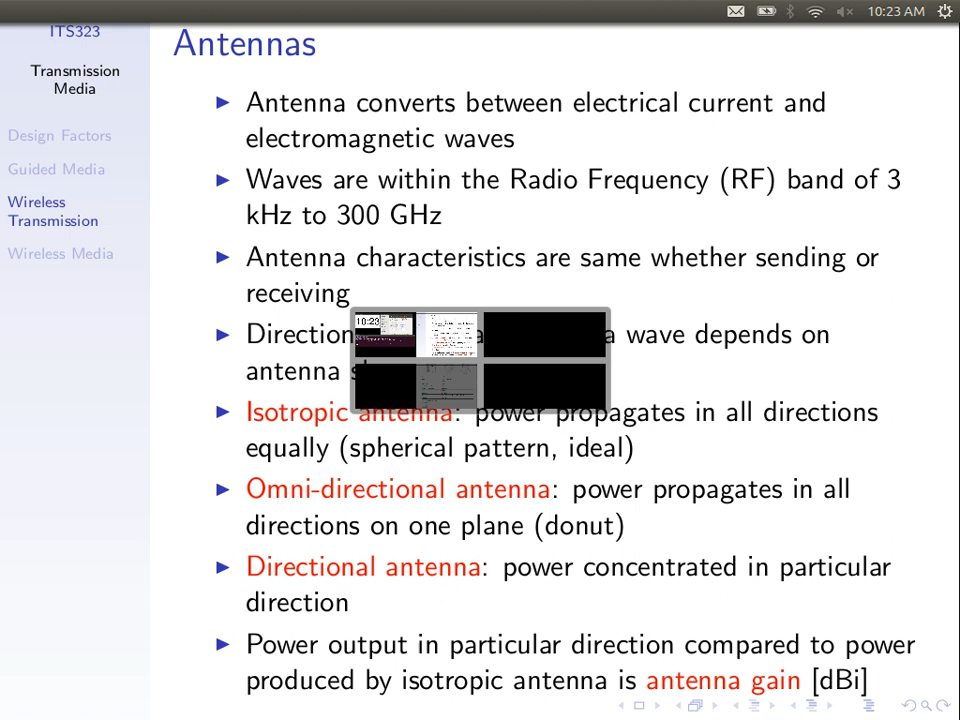 10:23 AM
ITS323
Transmission
Media
Design Factors
Guided Media
Wireless
Transmission
Wireless Media
Antennas
Antenna converts between electrical current and
electromagnetic waves
Waves are within the Radio Frequency (RF) band of 3
kHz to 300 GHz
Antenna characteristics are same whether sending or
receiving
Direction a wave depends on
antenna
10:23
Isotropic antenna: power propagates in all directions
equally (spherical pattern, ideal)
Omni-directional antenna: power propagates in all
directions on one plane (donut)
Directional antenna: power concentrated in particular
direction
Power output in particular direction compared to power
produced by isotropic antenna is antenna gain [dBi]